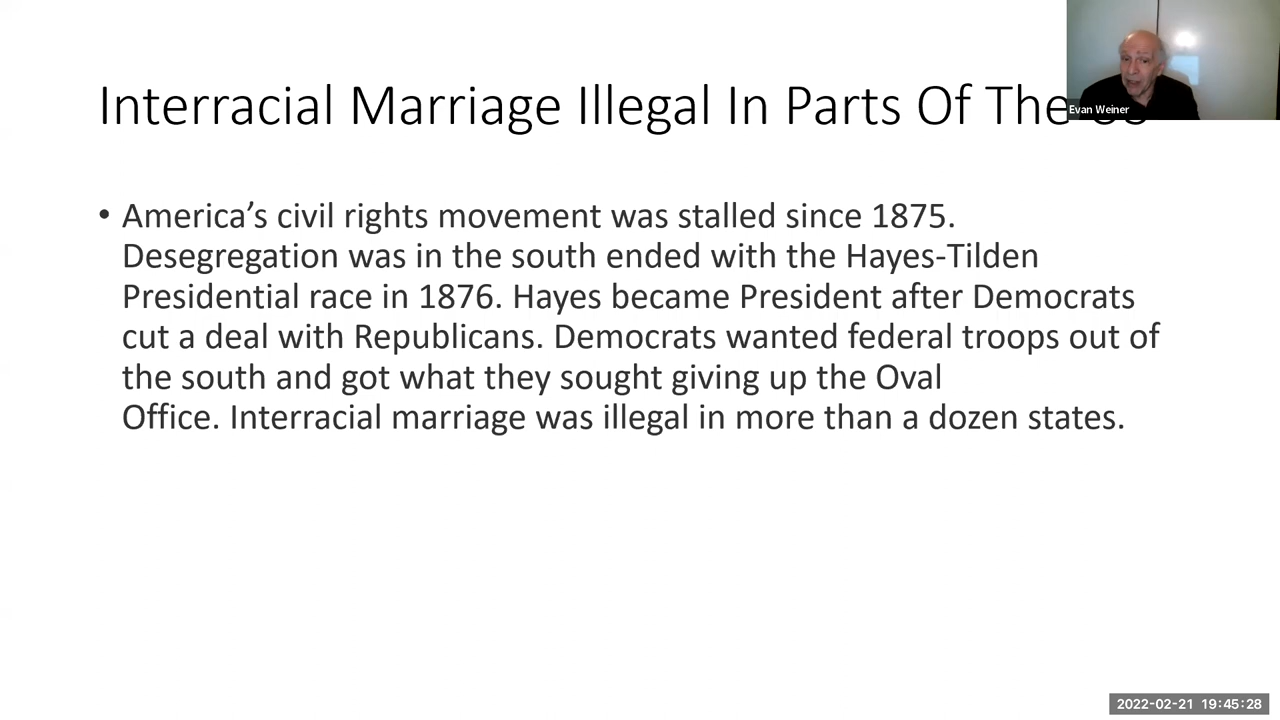 Interracial Marriage Illegal In Parts Of The
Evan Weiner
• America’s civil rights movement was stalled since 1875.
Desegregation was in the south ended with the Hayes-Tilden
Presidential race in 1876. Hayes became President after Democrats
cut a deal with Republicans. Democrats wanted federal troops out of
the south and got what they sought giving up the Oval
Office. Interracial marriage was illegal in more than a dozen states.
2022-02-21 19:45:28